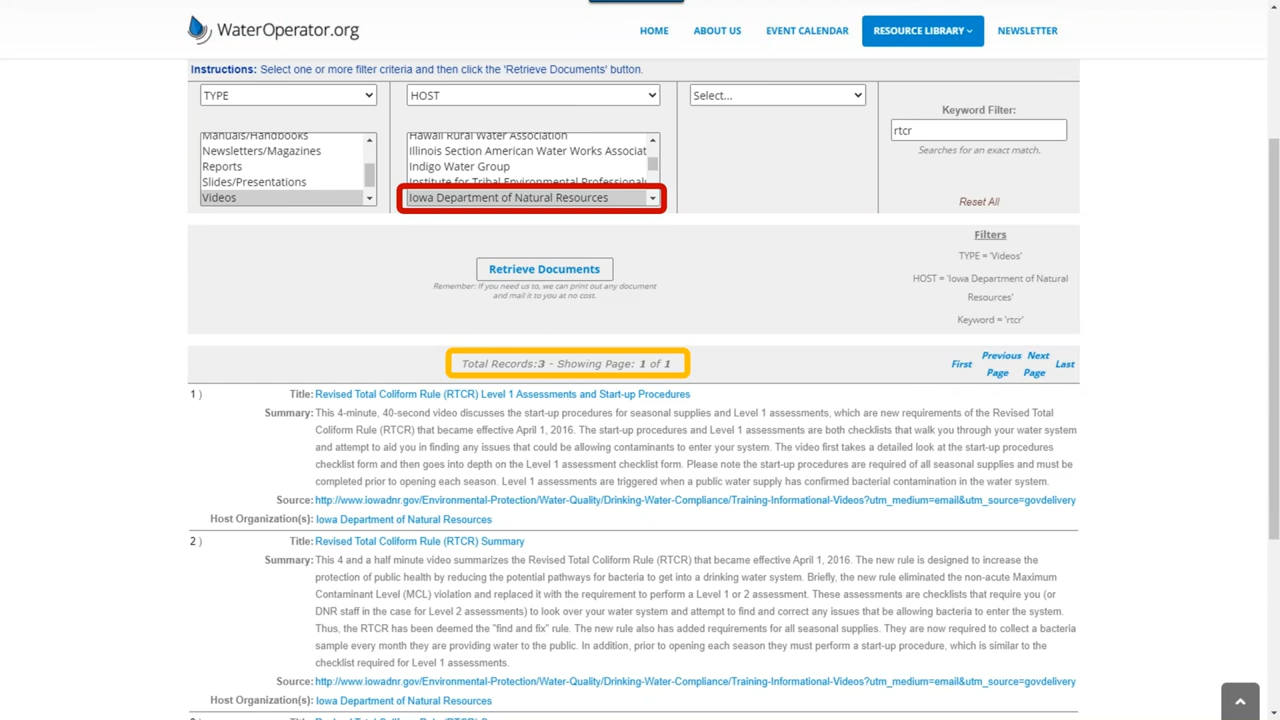 WaterOperator.org
HOME ABOUT US EVENT CALENDAR RESOURCE LIBRARY NEWSLETTER
Instructions: Select one or more filter criteria and then click the 'Retrieve Documents' button.
TYPE HOST Select...
Keyword Filter:
rtcr
Searches for an exact match.
Reset All
Manuals/Handbooks
Newsletters/Magazines
Reports
Slides/Presentations
Videos
Hawaii Rural Water Association
Illinois Section American Water Works Associat
Indigo Water Group
Institute for Tribal Environmental Professionals
Iowa Department of Natural Resources
Retrieve Documents
Remember: If you need us to, we can print out any document
and mail it to you at no cost.
Filters
TYPE = 'Videos'
HOST = 'Iowa Department of Natural
Resources'
Keyword = 'rtcr'
Total Records:3 - Showing Page: 1 of 1
First Previous Page Next Page Last
1 ) Title: Revised Total Coliform Rule (RTCR) Level 1 Assessments and Start-up Procedures
Summary: This 4-minute, 40-second video discusses the start-up procedures for seasonal supplies and Level 1 assessments, which are new requirements of the Revised Total
Coliform Rule (RTCR) that became effective April 1, 2016. The start-up procedures and Level 1 assessments are both checklists that walk you through your water system
and attempt to aid you in finding any issues that could be allowing contaminants to enter your system. The video first takes a detailed look at the start-up procedures
checklist form and then goes into depth on the Level 1 assessment checklist form. Please note the start-up procedures are required of all seasonal supplies and must be
completed prior to opening each season. Level 1 assessments are triggered when a public water supply has confirmed bacterial contamination in the water system.
Source: http://www.iowadnr.gov/Environmental-Protection/Water-Quality/Drinking-Water-Compliance/Training-Informational-Videos?utm_medium=email&utm_source=govdelivery
Host Organization(s): Iowa Department of Natural Resources
2 ) Title: Revised Total Coliform Rule (RTCR) Summary
Summary: This 4 and a half minute video summarizes the Revised Total Coliform Rule (RTCR) that became effective April 1, 2016. The new rule is designed to increase the
protection of public health by reducing the potential pathways for bacteria to get into a drinking water system. Briefly, the new rule eliminated the non-acute Maximum
Contaminant Level (MCL) violation and replaced it with the requirement to perform a Level 1 or 2 assessment. These assessments are checklists that require you (or
DNR staff in the case for Level 2 assessments) to look over your water system and attempt to find and correct any issues that be allowing bacteria to enter the system.
Thus, the RTCR has been deemed the "find and fix" rule. The new rule also has added requirements for all seasonal supplies. They are now required to collect a bacteria
sample every month they are providing water to the public. In addition, prior to opening each season they must perform a start-up procedure, which is similar to the
checklist required for Level 1 assessments.
Source: http://www.iowadnr.gov/Environmental-Protection/Water-Quality/Drinking-Water-Compliance/Training-Informational-Videos?utm_medium=email&utm_source=govdelivery
Host Organization(s): Iowa Department of Natural Resources